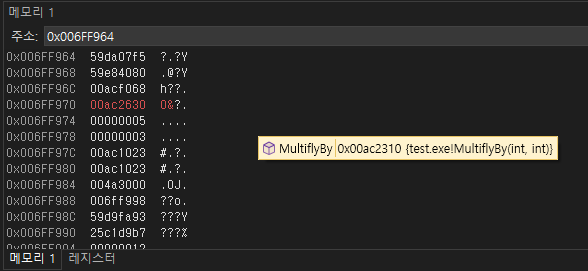 메모리 1
주소: 0x006FF964
0x006FF964 59da07f5 ?.?Y
0x006FF968 59e84080 .@?Y
0x006FF96C 00acf068 h??.
0x006FF970 00ac2630 0&?.
0x006FF974 00000005 ....
0x006FF978 00000003 ....
0x006FF97C 00ac1023 #.?.
0x006FF980 00ac1023 #.?.
0x006FF984 004a3000 .0J.
0x006FF988 006ff998 ??o.
0x006FF98C 59d9fa93 ???Y
0x006FF990 25c1d9b7 ???%
0x006FF994 00000012
MultiflyBy 0x00ac2310 {test.exe!MultiflyBy(int, int)}
메모리 1 레지스터